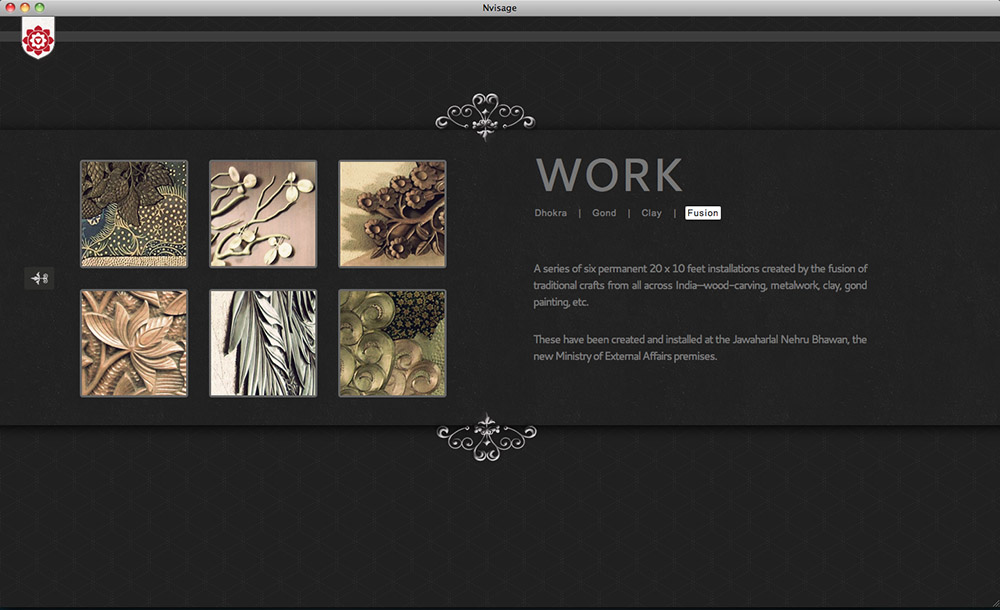 Nvisage
WORK
Dhokra | Gond | Clay | Fusion
A series of six permanent 20 x 10 feet installations created by the fusion of
traditional crafts from all across India—wood-carving, metalwork, clay, gond
painting, etc.
These have been created and installed at the Jawaharlal Nehru Bhawan, the
new Ministry of External Affairs premises.